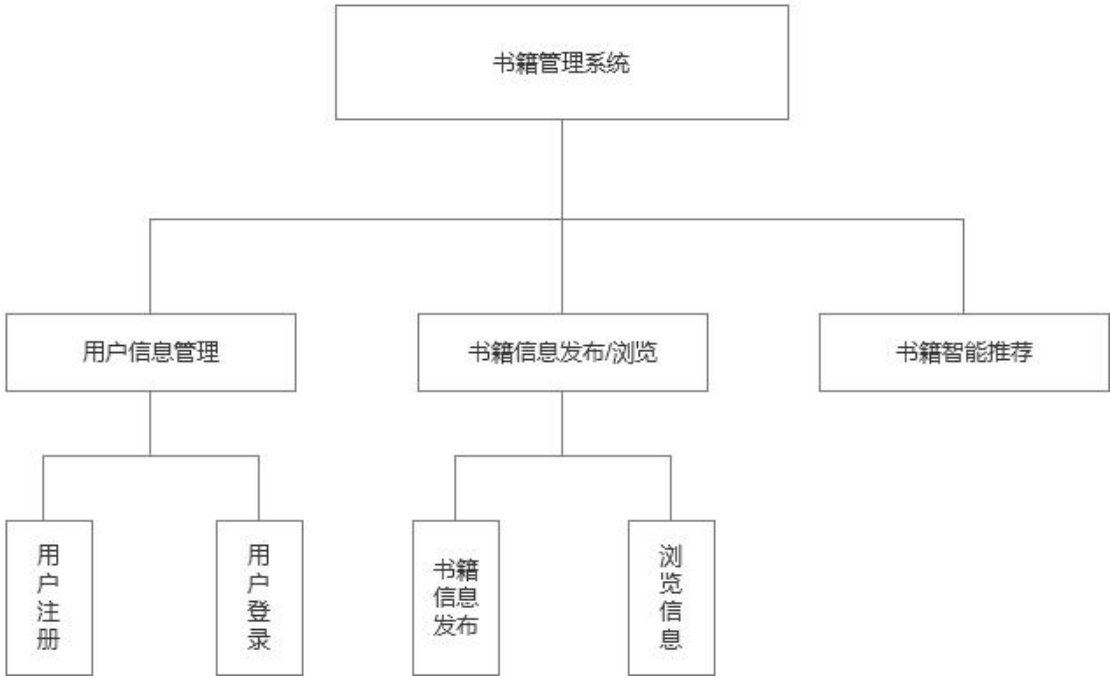 书籍管理系统
用户信息管理
书籍信息发布/浏览
书籍智能推荐
用户注册
用户登录
书籍
信息
发布
浏览信息